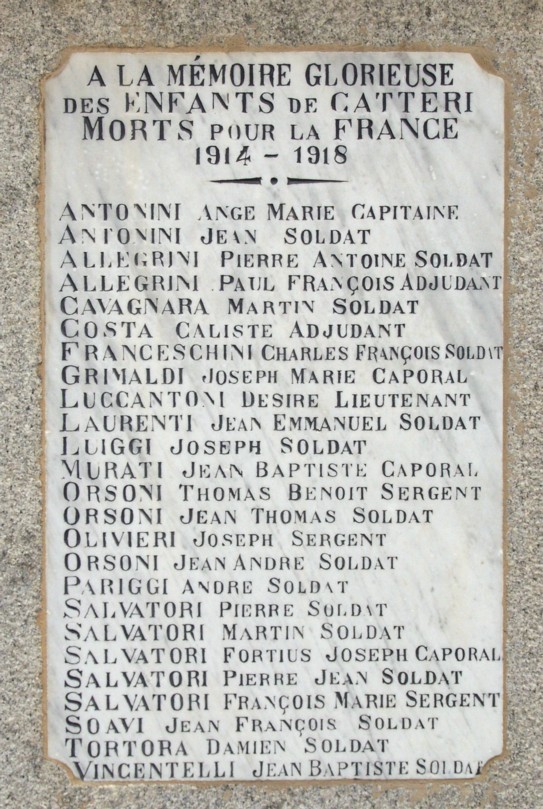 A LA MÉMOIRE GLORIEUSE
DES ENFANTS DE CATTERI
MORTS POUR LA FRANCE
1914 - 1918
ANTONINI ANGE MARIE CAPITAINE
ANTONINI JEAN SOLDAT
ALLEGRINI PIERRE ANTOINE SOLDAT
ALLEGRINI PAUL FRANÇOIS ADJUDANT
CAVAGNARA MARTIN SOLDAT
COSTA CALISTE ADJUDANT
FRANCESCHINI CHARLES FRANÇOIS SOLDAT
GRIMALDI JOSEPH MARIE CAPORAL
LUCCANTONI DESIRE LIEUTENANT
LAURENTI JEAN EMMANUEL SOLDAT
LUIGGI JOSEPH SOLDAT
MURATI JEAN BAPTISTE CAPORAL
ORSONI THOMAS BENOIT SERGENT
ORSONI JEAN THOMAS SOLDAT
OLIVIERI JOSEPH SERGENT
ORSONI JEAN ANDRE SOLDAT
PARIGGI ANDRE SOLDAT
SALVATORI PIERRE SOLDAT
SALVATORI MARTIN SOLDAT
SALVATORI FORTIUS JOSEPH CAPORAL
SALVATORI PIERRE JEAN SOLDAT
SALVATORI FRANÇOIS MARIE SERGENT
SOAVI JEAN FRANÇOIS SOLDAT
TORTORA DAMIEN SOLDAT
VINCENTELLI JEAN BAPTISTE SOLDAT